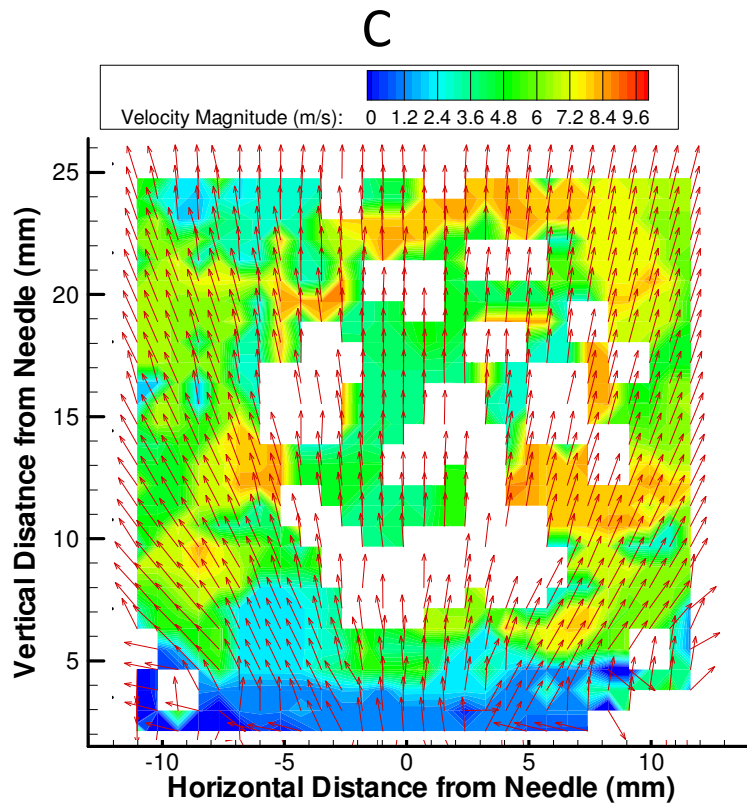 C
Velocity Magnitude (m/s): 0 1.2 2.4 3.6 4.8 6 7.2 8.4 9.6
25
20
15
10
5
Vertical Disatnce from Needle (mm)
-10 -5 0 5 10
Horizontal Distance from Needle (mm)